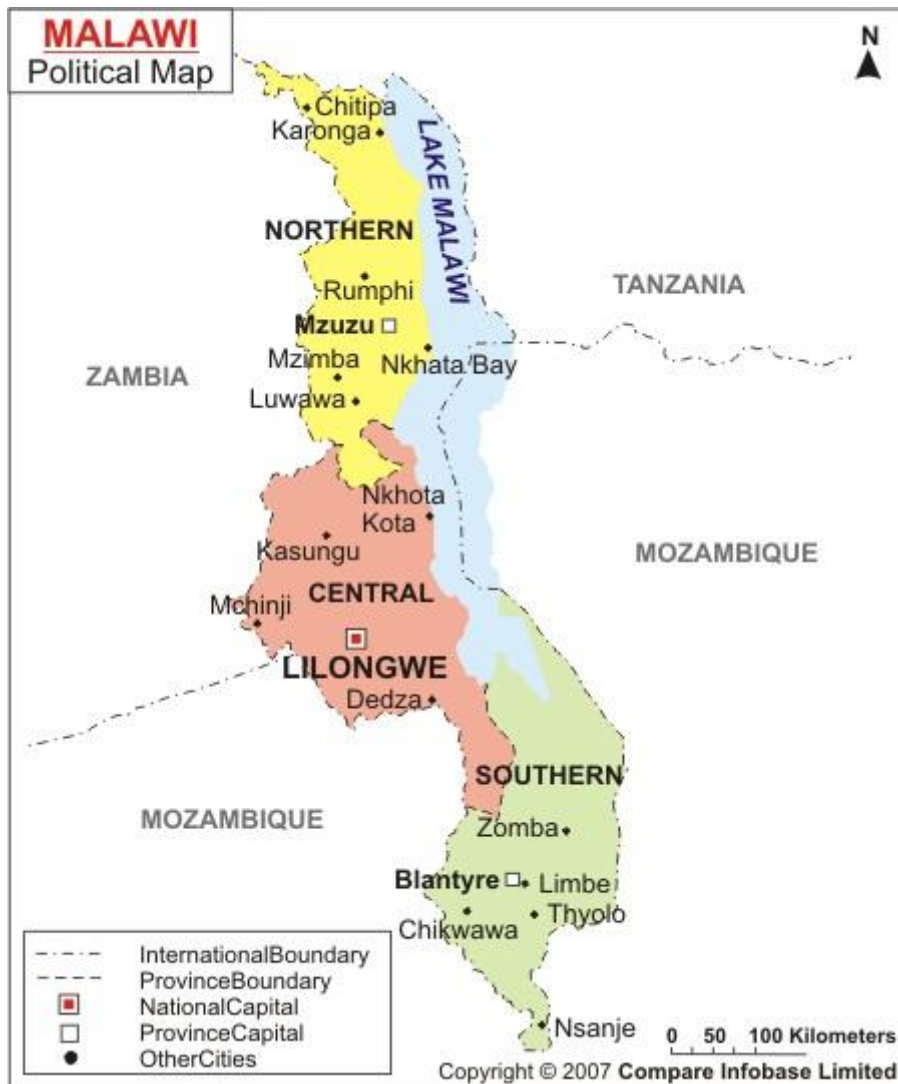 MALAWI
Political Map
N
Chitipa
Karonga
LAKE MALAWI
NORTHERN
TANZANIA
Rumphi
Mzuzu
Mzimba
Nkhata Bay
ZAMBIA
Luwawa
Nkhota
Kota
Kasungu
MOZAMBIQUE
CENTRAL
Mchinji
LILONGWE
Dedza
SOUTHERN
MOZAMBIQUE
Zomba
Blantyre
Limbe
Thyolo
Chikwawa
InternationalBoundary
ProvinceBoundary
NationalCapital
ProvinceCapital
OtherCities
Nsanje
0 50 100 Kilometers
Copyright © 2007 Compare Infobase Limited